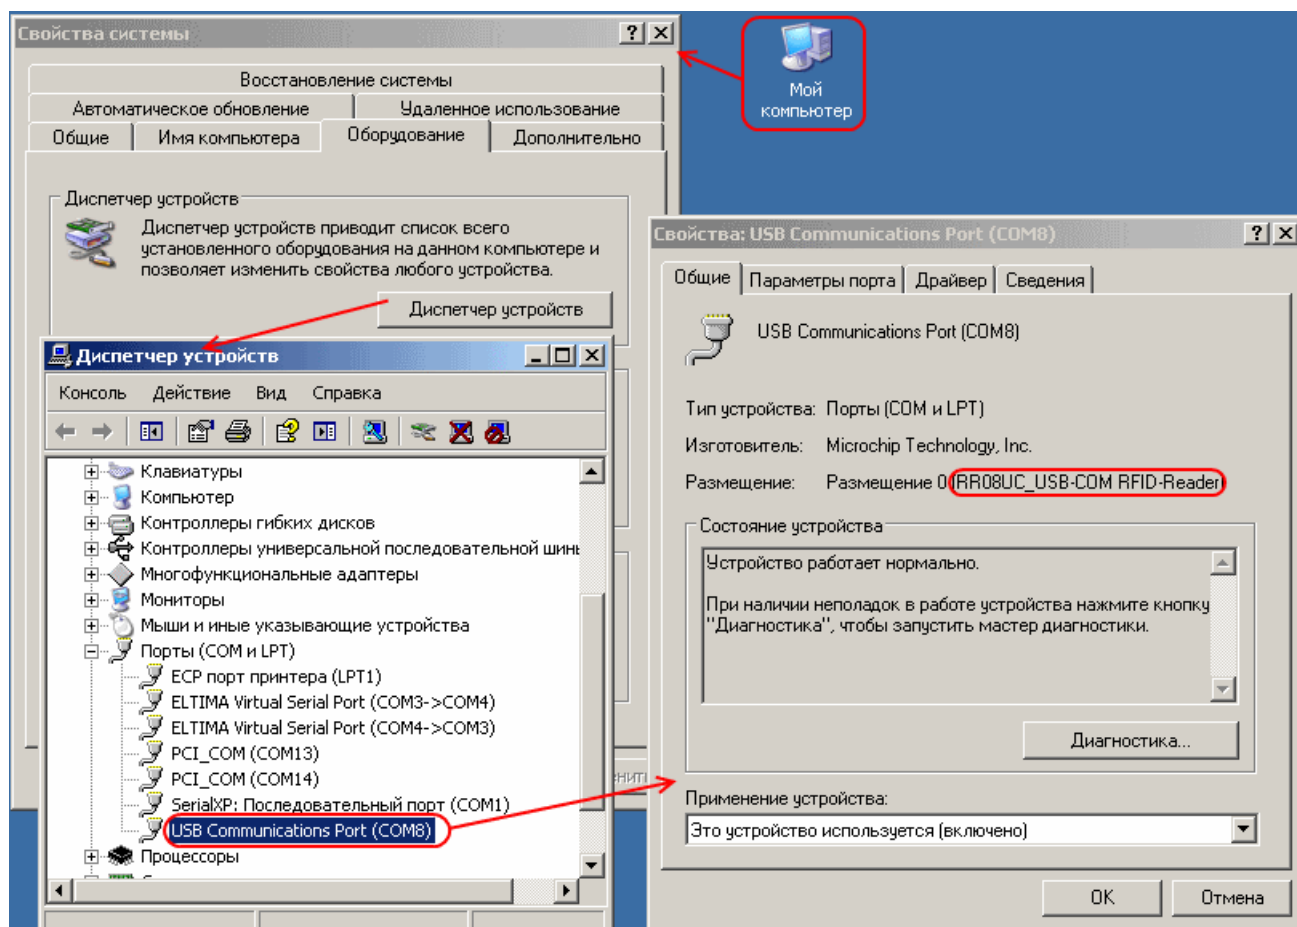 Свойства системы
Мой
компьютер
Восстановление системы
Автоматическое обновление
Удаленное использование
Общие
Имя компьютера
Оборудование
Дополнительно
Диспетчер устройств
Диспетчер устройств приводит список всего
установленного оборудования на данном компьютере и
позволяет изменить свойства любого устройства.
Диспетчер устройств
Диспетчер устройств
Консоль Действие Вид Справка
Клавиатуры
Компьютер
Контроллеры гибких дисков
Контроллеры универсальной последовательной
Многофункциональные адаптеры
Мониторы
Мыши и иные указывающие устройства
Порты (COM и LPT)
ECP порт принтера (LPT1)
ELTIMA Virtual Serial Port (COM3->COM4)
ELTIMA Virtual Serial Port (COM4->COM3)
PCI_COM (COM13)
PCI_COM (COM14)
SerialXP: Последовательный порт (COM1)
USB Communications Port (COM8)
Процессоры
Свойства: USB Communications Port (COM8)
Общие
Параметры порта
Драйвер
Сведения
USB Communications Port (COM8)
Тип устройства: Порты (COM и LPT)
Изготовитель: Microchip Technology, Inc.
Размещение: Размещение 0 (RR08UC_USB-COM RFID-Reader)
Состояние устройства
Устройство работает нормально.
При наличии неполадок в работе устройства нажмите кнопку
"Диагностика", чтобы запустить мастер диагностики.
Диагностика...
Применение устройства:
Это устройство используется (включено)
OK
Отмена